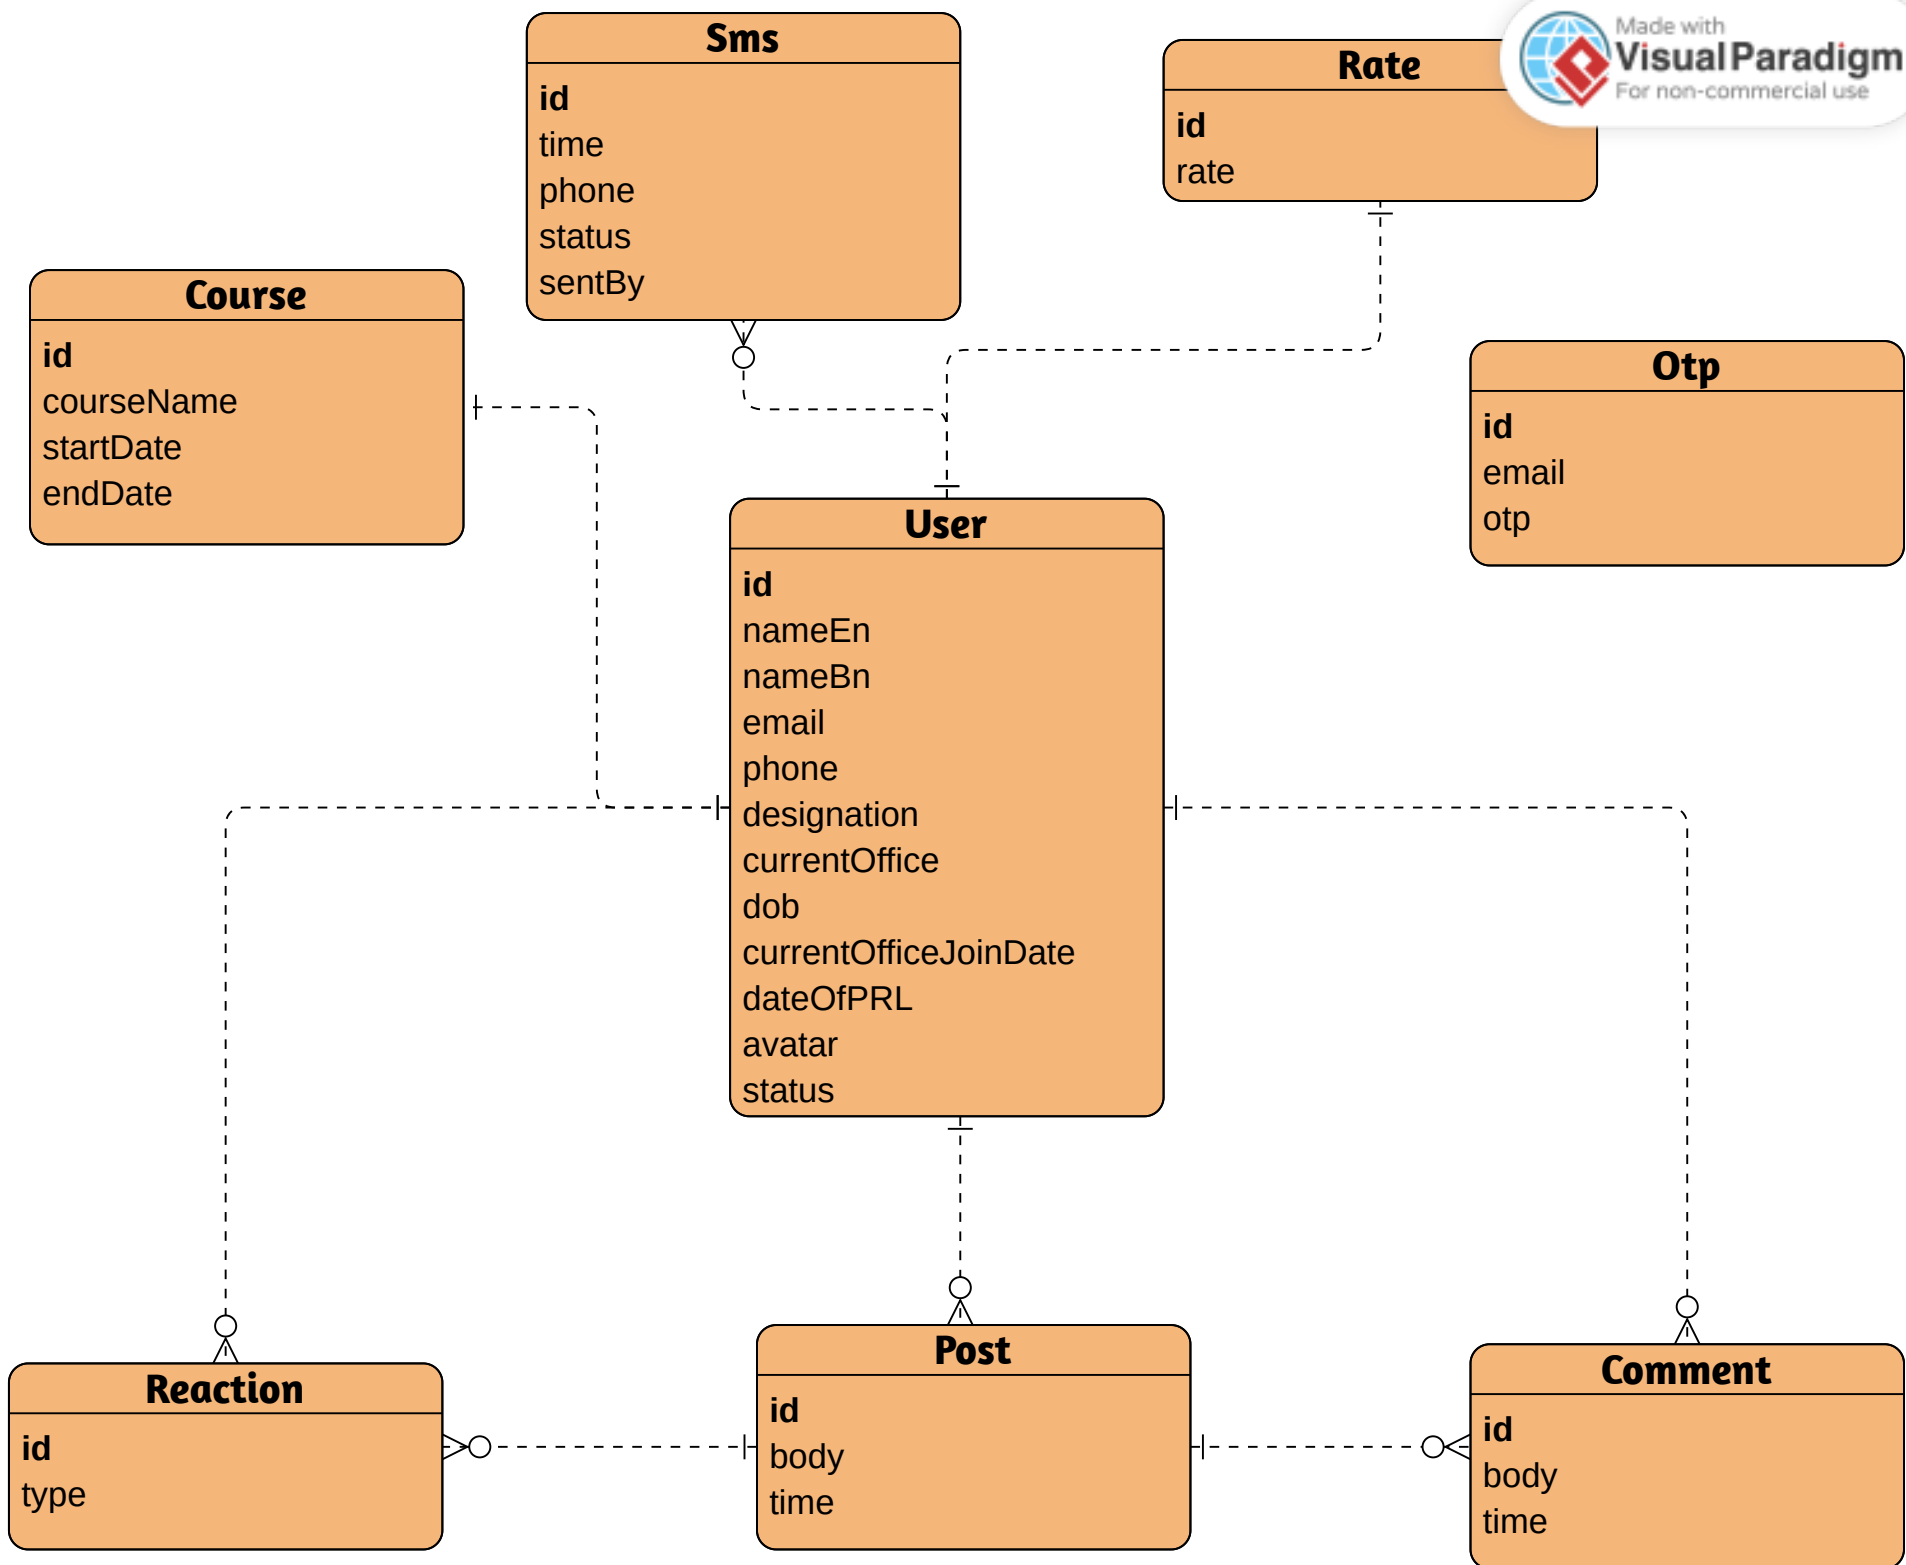 Made with
Visual Paradigm
For non-commercial use
Sms
id
time
phone
status
sentBy
Rate
id
rate
Course
id
courseName
startDate
endDate
Otp
id
email
otp
User
id
nameEn
nameBn
email
phone
designation
currentOffice
dob
currentOfficeJoinDate
dateOfPRL
avatar
status
Reaction
id
type
Post
id
body
time
Comment
id
body
time